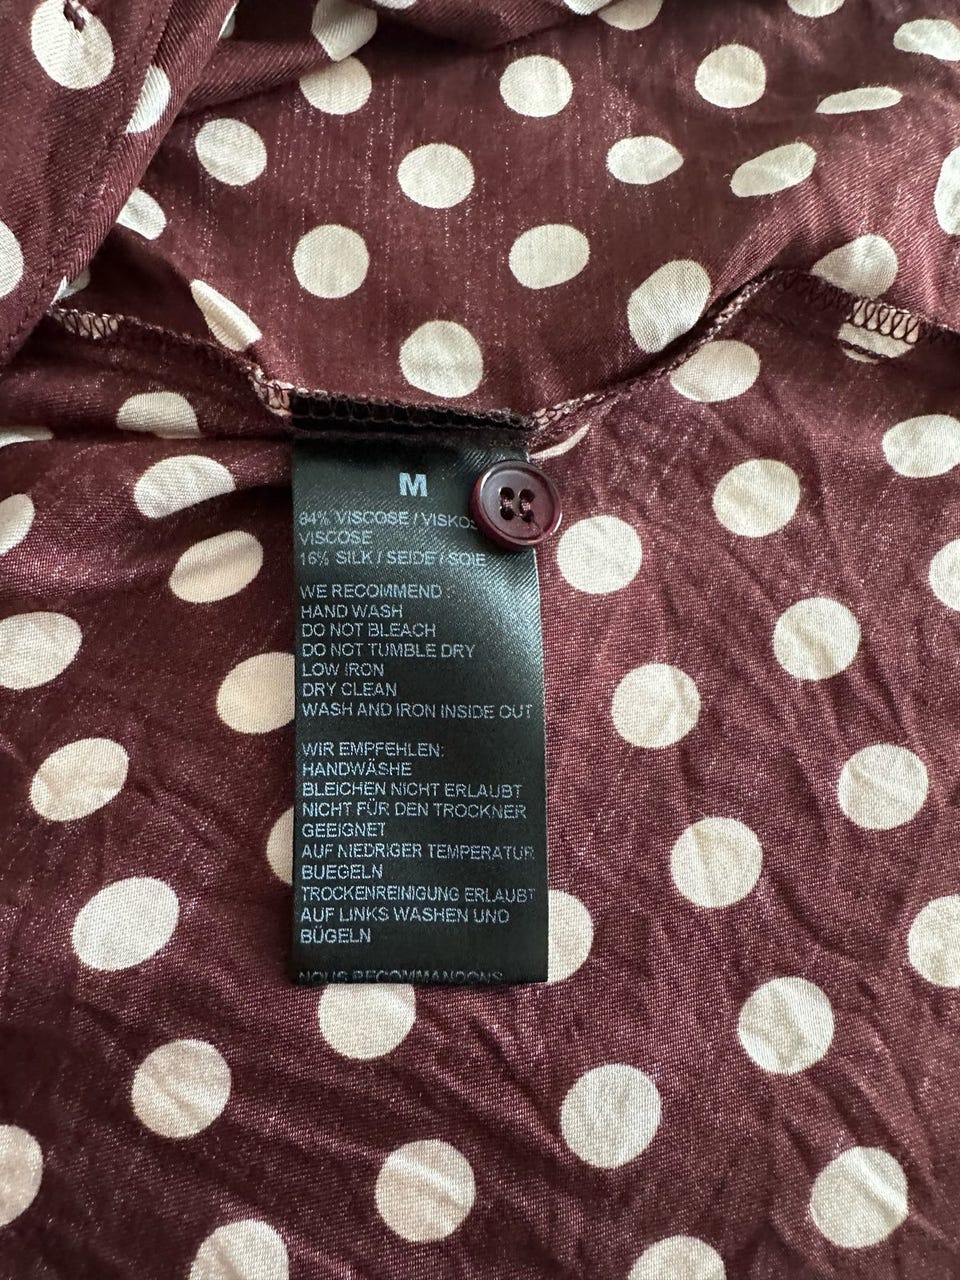 M
84% VISCOSE / VISKOS
VISCOSE
16% SILK / SEIDE / SOIE
WE RECOMMEND :
HAND WASH
DO NOT BLEACH
DO NOT TUMBLE DRY
LOW IRON
DRY CLEAN
WASH AND IRON INSIDE OUT
WIR EMPFEHLEN:
HANDWÄSHE
BLEICHEN NICHT ERLAUBT
NICHT FÜR DEN TROCKNER
GEEIGNET
AUF NIEDRIGER TEMPERATUR
BUEGELN
TROCKENREINIGUNG ERLAUBT
AUF LINKS WASHEN UND
BÜGELN
NOUS RECOMMANDONS